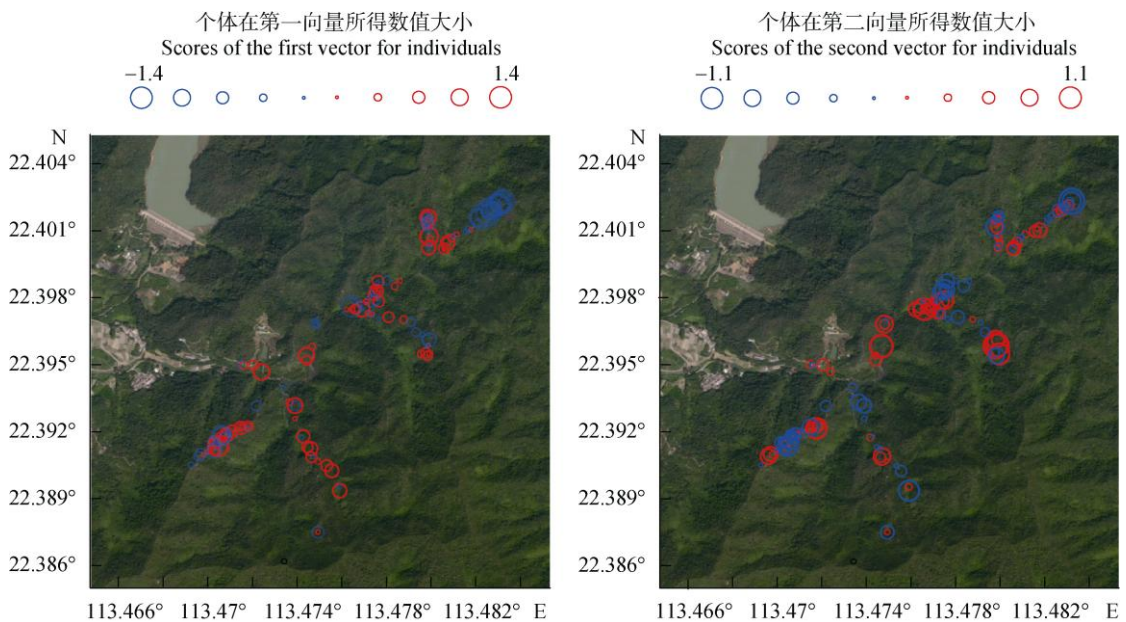 个体在第一向量所得数值大小
Scores of the first vector for individuals
−1.4 1.4
N
22.404°
22.401°
22.398°
22.395°
22.392°
22.389°
22.386°
113.466° 113.47° 113.474° 113.478° 113.482° E
个体在第二向量所得数值大小
Scores of the second vector for individuals
−1.1 1.1
N
22.404°
22.401°
22.398°
22.395°
22.392°
22.389°
22.386°
113.466° 113.47° 113.474° 113.478° 113.482° E